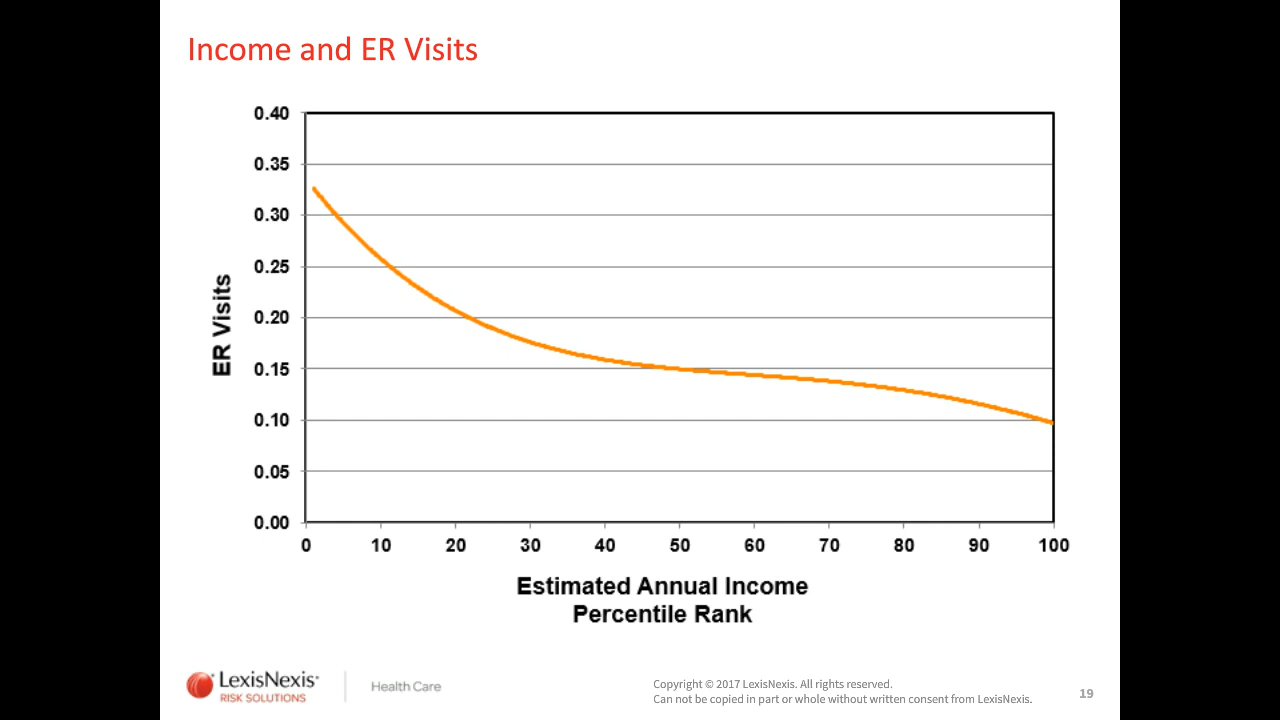 Income and ER Visits
0.40
0.35
0.30
0.25
0.20
0.15
0.10
0.05
0.00
ER Visits
0 10 20 30 40 50 60 70 80 90 100
Estimated Annual Income
Percentile Rank
LexisNexis®
RISK SOLUTIONS
Health Care
Copyright © 2017 LexisNexis. All rights reserved.
Can not be copied in part or whole without written consent from LexisNexis.
19